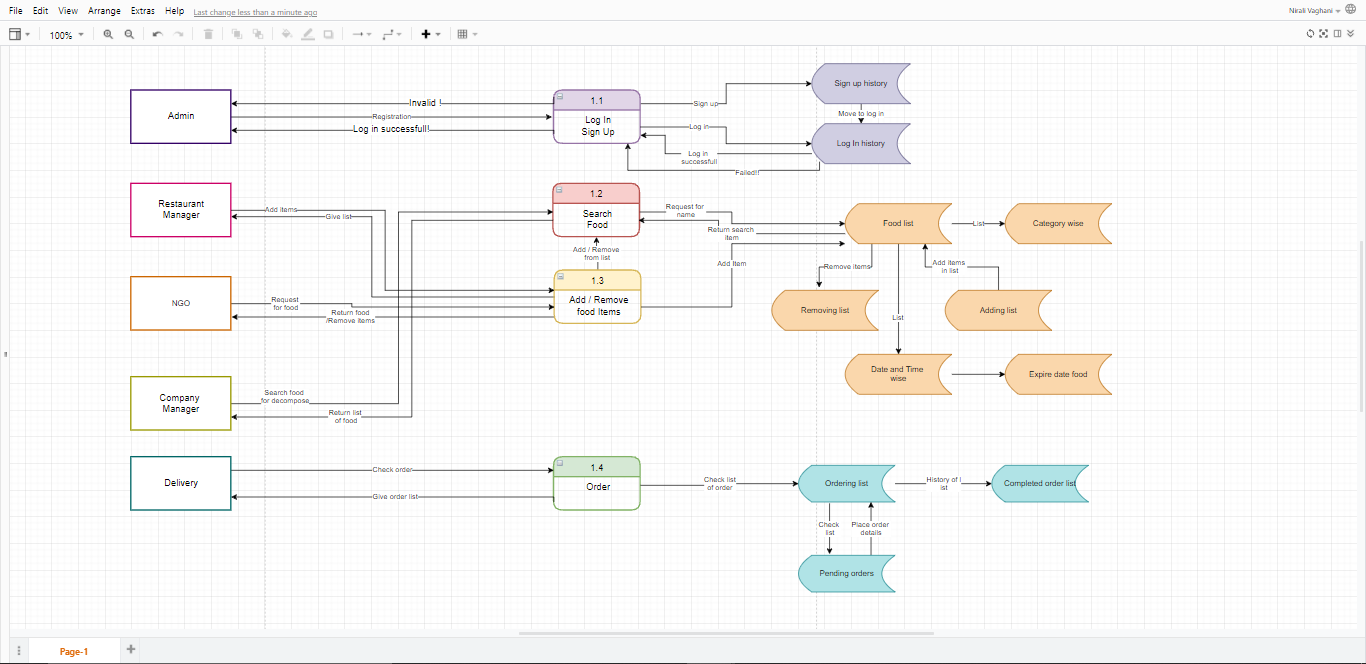 File Edit View Arrange Extras Help Last change less than a minute ago
Nirali Vaghani
100%
Admin
Invalid !
Registration
Log in successful!!
1.1
Log In
Sign Up
Sign up
Log in
Log in
successfull
Failed!!
Sign up history
Move to log in
Log In history
Restaurant
Manager
Add items
Give list
1.2
Search
Food
Request for
name
Return search
item
Food list
List
Category wise
Add / Remove
from list
Add Item
Remove items
Add items
in list
NGO
Request
for food
Return food
/Remove items
1.3
Add / Remove
food Items
Removing list
List
Adding list
Date and Time
wise
Expire date food
Company
Manager
Search food
for decompose
Return list
of food
Delivery
Check order
Give order list
1.4
Order
Check list
of order
Ordering list
History of l
ist
Completed order list
Check
list
Place order
details
Pending orders
Page-1